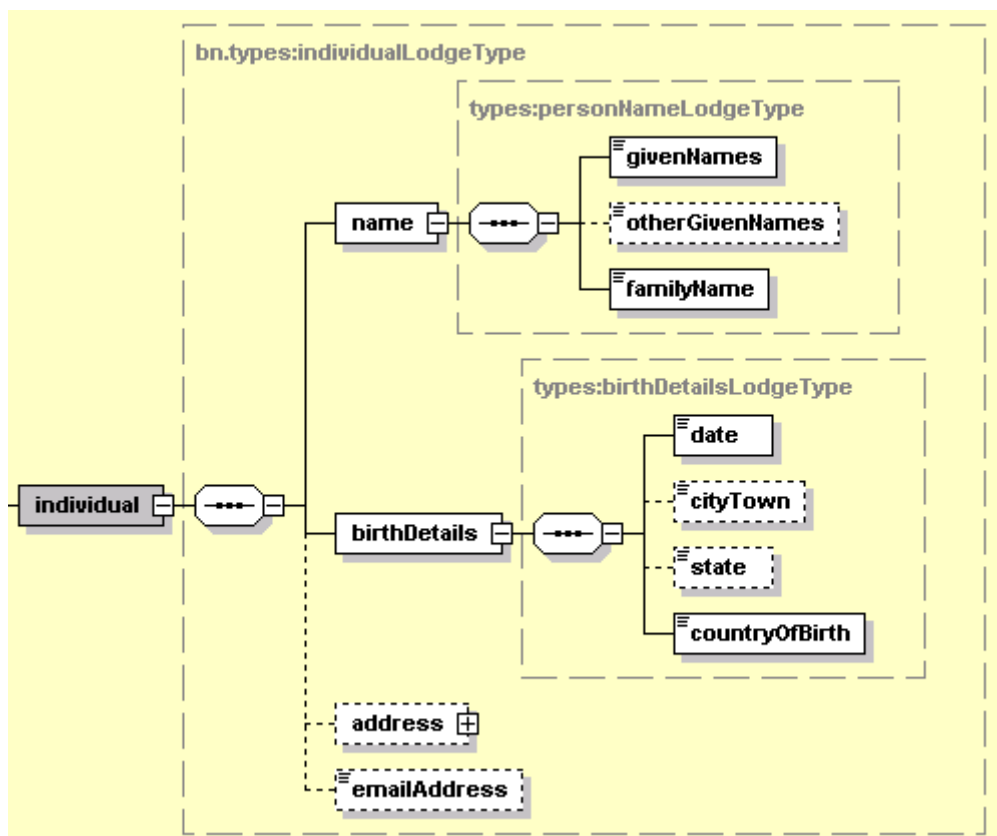 bn.types:individualLodgeType
types:personNameLodgeType
givenNames
name
otherGivenNames
familyName
types:birthDetailsLodgeType
date
individual
cityTown
birthDetails
state
countryOfBirth
address
emailAddress